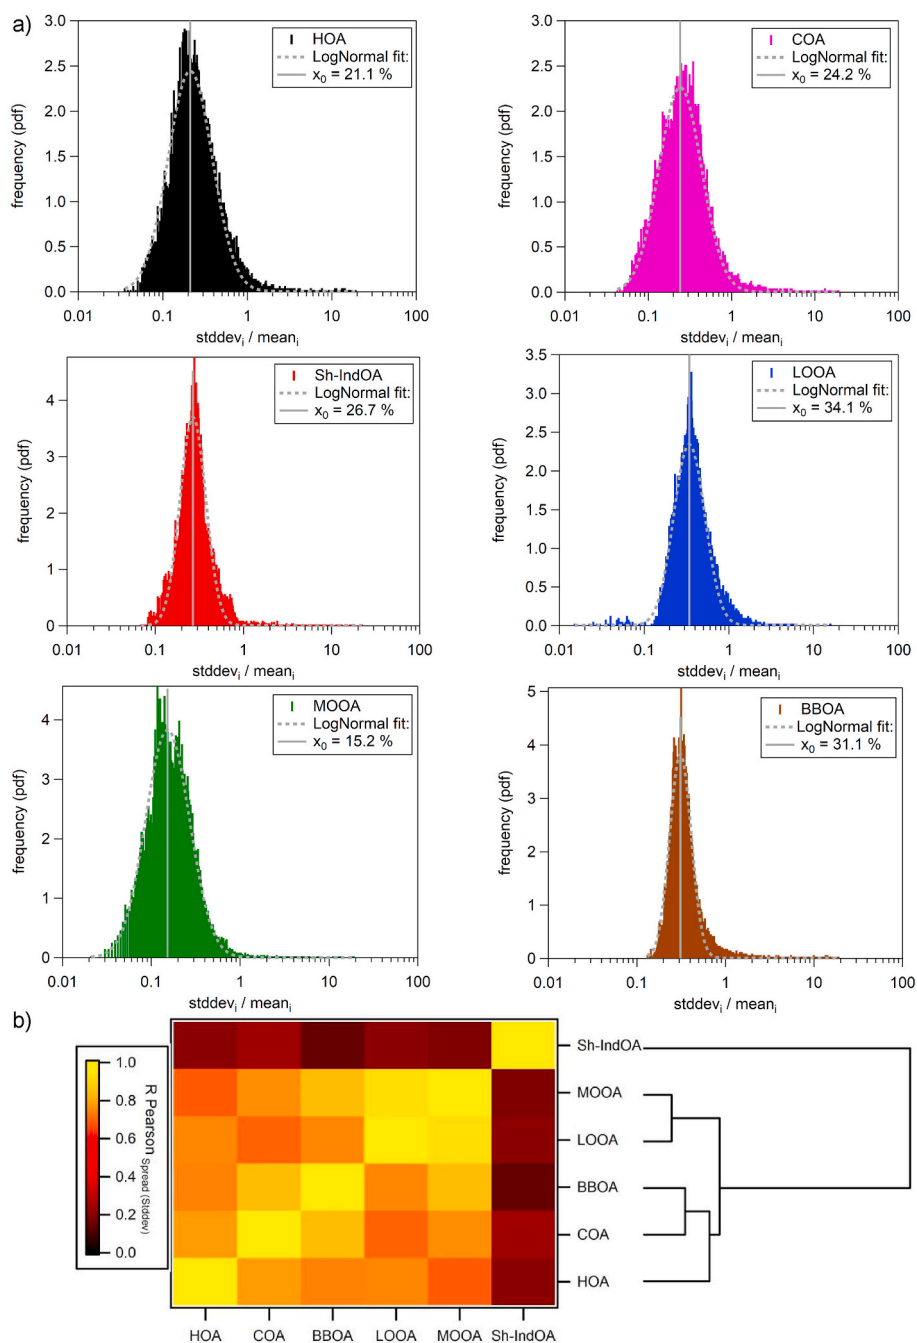 a)
3.0
2.5
2.0
1.5
1.0
0.5
0.0
frequency (pdf)
HOA
LogNormal fit:
x₀ = 21.1 %
0.01
0.1
1
10
100
stddevᵢ / meanᵢ
3.0
2.5
2.0
1.5
1.0
0.5
0.0
frequency (pdf)
COA
LogNormal fit:
x₀ = 24.2 %
0.01
0.1
1
10
100
stddevᵢ / meanᵢ
4
3
2
1
0
frequency (pdf)
Sh-IndOA
LogNormal fit:
x₀ = 26.7 %
0.01
0.1
1
10
100
stddevᵢ / meanᵢ
3.5
3.0
2.5
2.0
1.5
1.0
0.5
0.0
frequency (pdf)
LOOA
LogNormal fit:
x₀ = 34.1 %
0.01
0.1
1
10
100
stddevᵢ / meanᵢ
4
3
2
1
0
frequency (pdf)
MOOA
LogNormal fit:
x₀ = 15.2 %
0.01
0.1
1
10
100
stddevᵢ / meanᵢ
5
4
3
2
1
0
frequency (pdf)
BBOA
LogNormal fit:
x₀ = 31.1 %
0.01
0.1
1
10
100
stddevᵢ / meanᵢ
b)
1.0
0.8
0.6
0.4
0.2
0.0
R Pearson Spread (Stddev)
Sh-IndOA
MOOA
LOOA
BBOA
COA
HOA
HOA COA BBOA LOOA MOOA Sh-IndOA